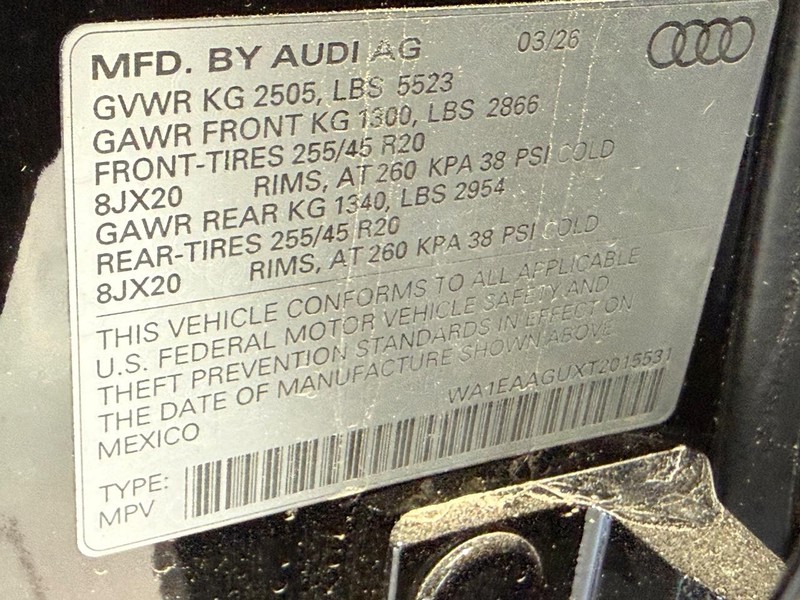 MFD. BY AUDI AG 03/26
GVWR KG 2505, LBS 5523
GAWR FRONT KG 1300, LBS 2866
FRONT-TIRES 255/45 R20
8JX20 RIMS, AT 260 KPA 38 PSI COLD
GAWR REAR KG 1340, LBS 2954
REAR-TIRES 255/45 R20
8JX20 RIMS, AT 260 KPA 38 PSI COLD
THIS VEHICLE CONFORMS TO ALL APPLICABLE
U.S. FEDERAL MOTOR VEHICLE SAFETY AND
THEFT PREVENTION STANDARDS IN EFFECT ON
THE DATE OF MANUFACTURE SHOWN ABOVE
MEXICO WA1EAAGUXT2015531
TYPE:
MPV